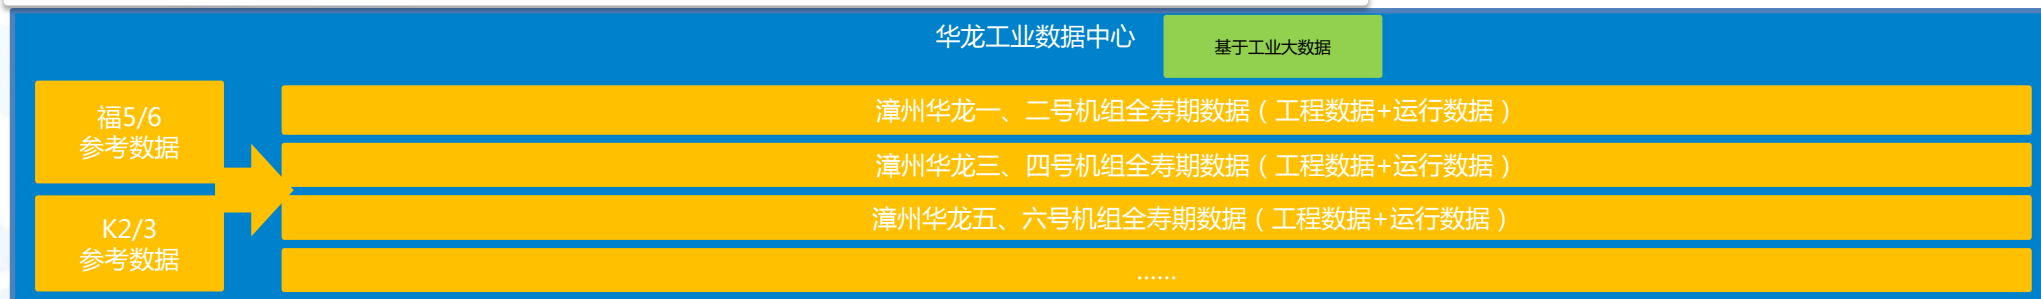 华龙工业数据中心
基于工业大数据
福5/6
参考数据
K2/3
参考数据
漳州华龙一、二号机组全寿期数据（工程数据+运行数据）
漳州华龙三、四号机组全寿期数据（工程数据+运行数据）
漳州华龙五、六号机组全寿期数据（工程数据+运行数据）
......